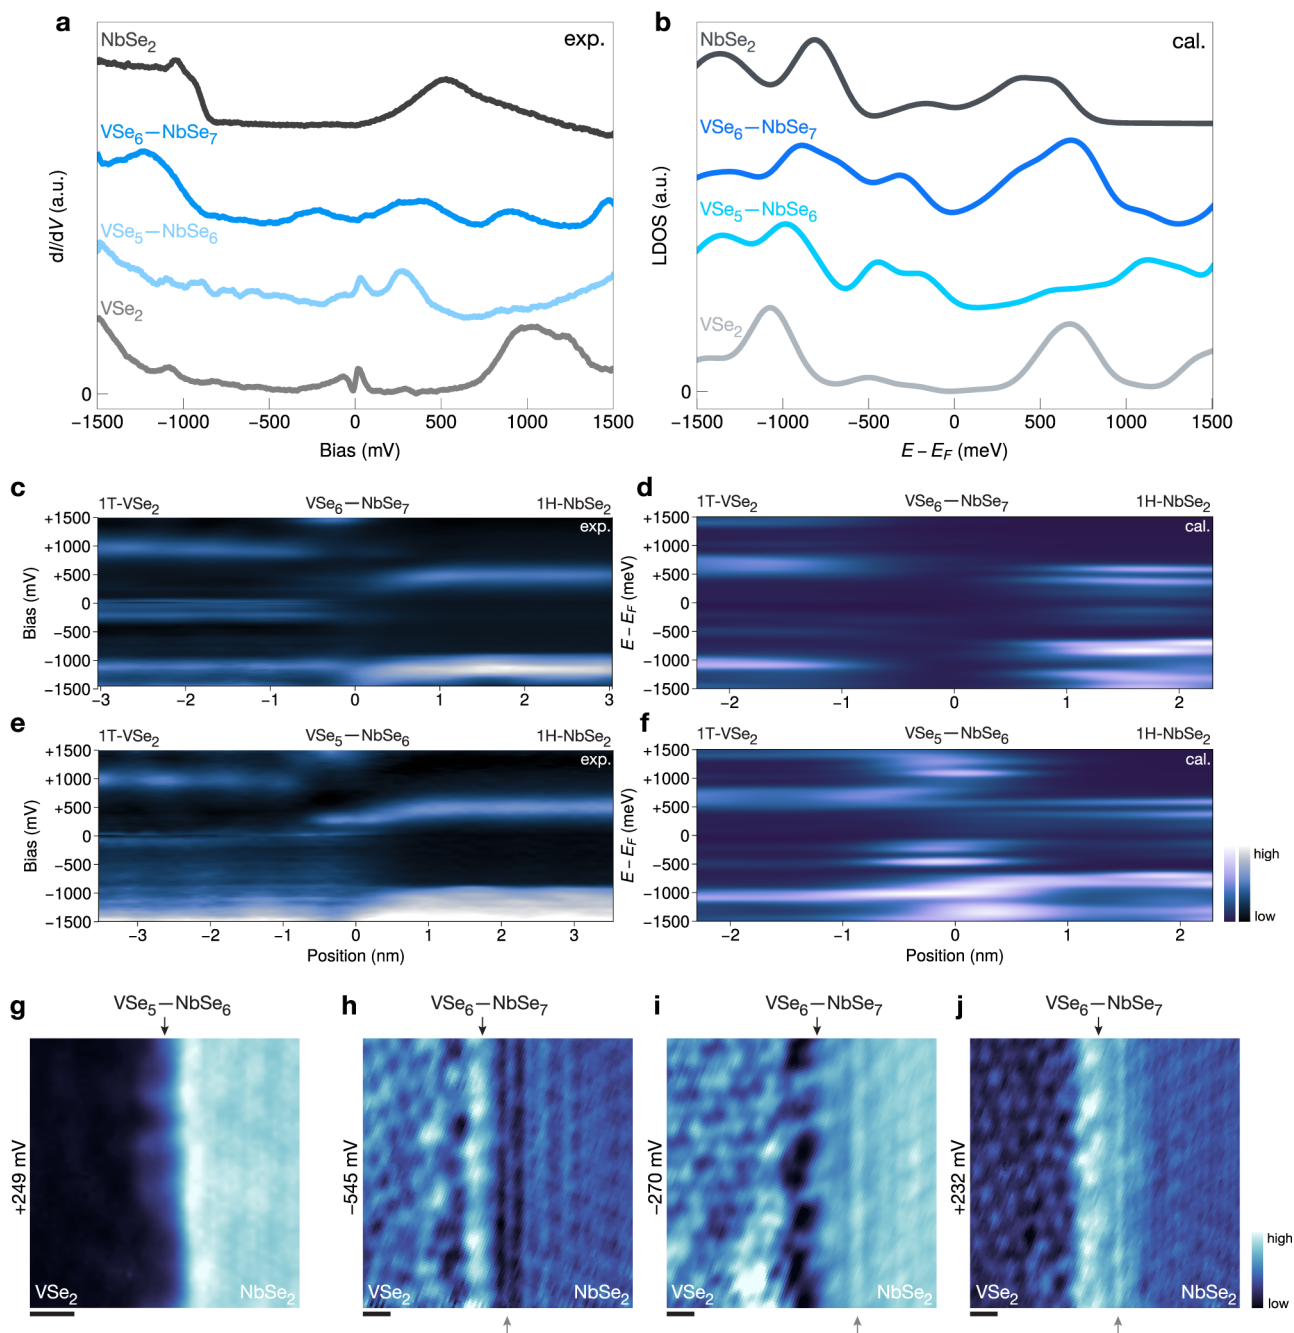 a
b
NbSe2
exp.
VSe6—NbSe7
VSe5—NbSe6
VSe2
0
dI/dV (a.u.)
−1500 −1000 −500 0 500 1000 1500
Bias (mV)
NbSe2
cal.
VSe6—NbSe7
VSe5—NbSe6
VSe2
0
LDOS (a.u.)
−1500 −1000 −500 0 500 1000 1500
E − EF (meV)
c
1T-VSe2 VSe6—NbSe7 1H-NbSe2
exp.
+1500
+1000
+500
0
−500
−1000
−1500
Bias (mV)
−3 −2 −1 0 1 2 3
d
1T-VSe2 VSe6—NbSe7 1H-NbSe2
cal.
+1500
+1000
+500
0
−500
−1000
−1500
E − EF (meV)
−2 −1 0 1 2
e
1T-VSe2 VSe5—NbSe6 1H-NbSe2
exp.
+1500
+1000
+500
0
−500
−1000
−1500
Bias (mV)
−3 −2 −1 0 1 2 3
Position (nm)
f
1T-VSe2 VSe5—NbSe6 1H-NbSe2
cal.
+1500
+1000
+500
0
−500
−1000
−1500
E − EF (meV)
−2 −1 0 1 2
Position (nm)
high
low
g
VSe5—NbSe6
+249 mV
VSe2 NbSe2
h
VSe6—NbSe7
−545 mV
VSe2 NbSe2
i
VSe6—NbSe7
−270 mV
VSe2 NbSe2
j
VSe6—NbSe7
+232 mV
VSe2 NbSe2
high
low